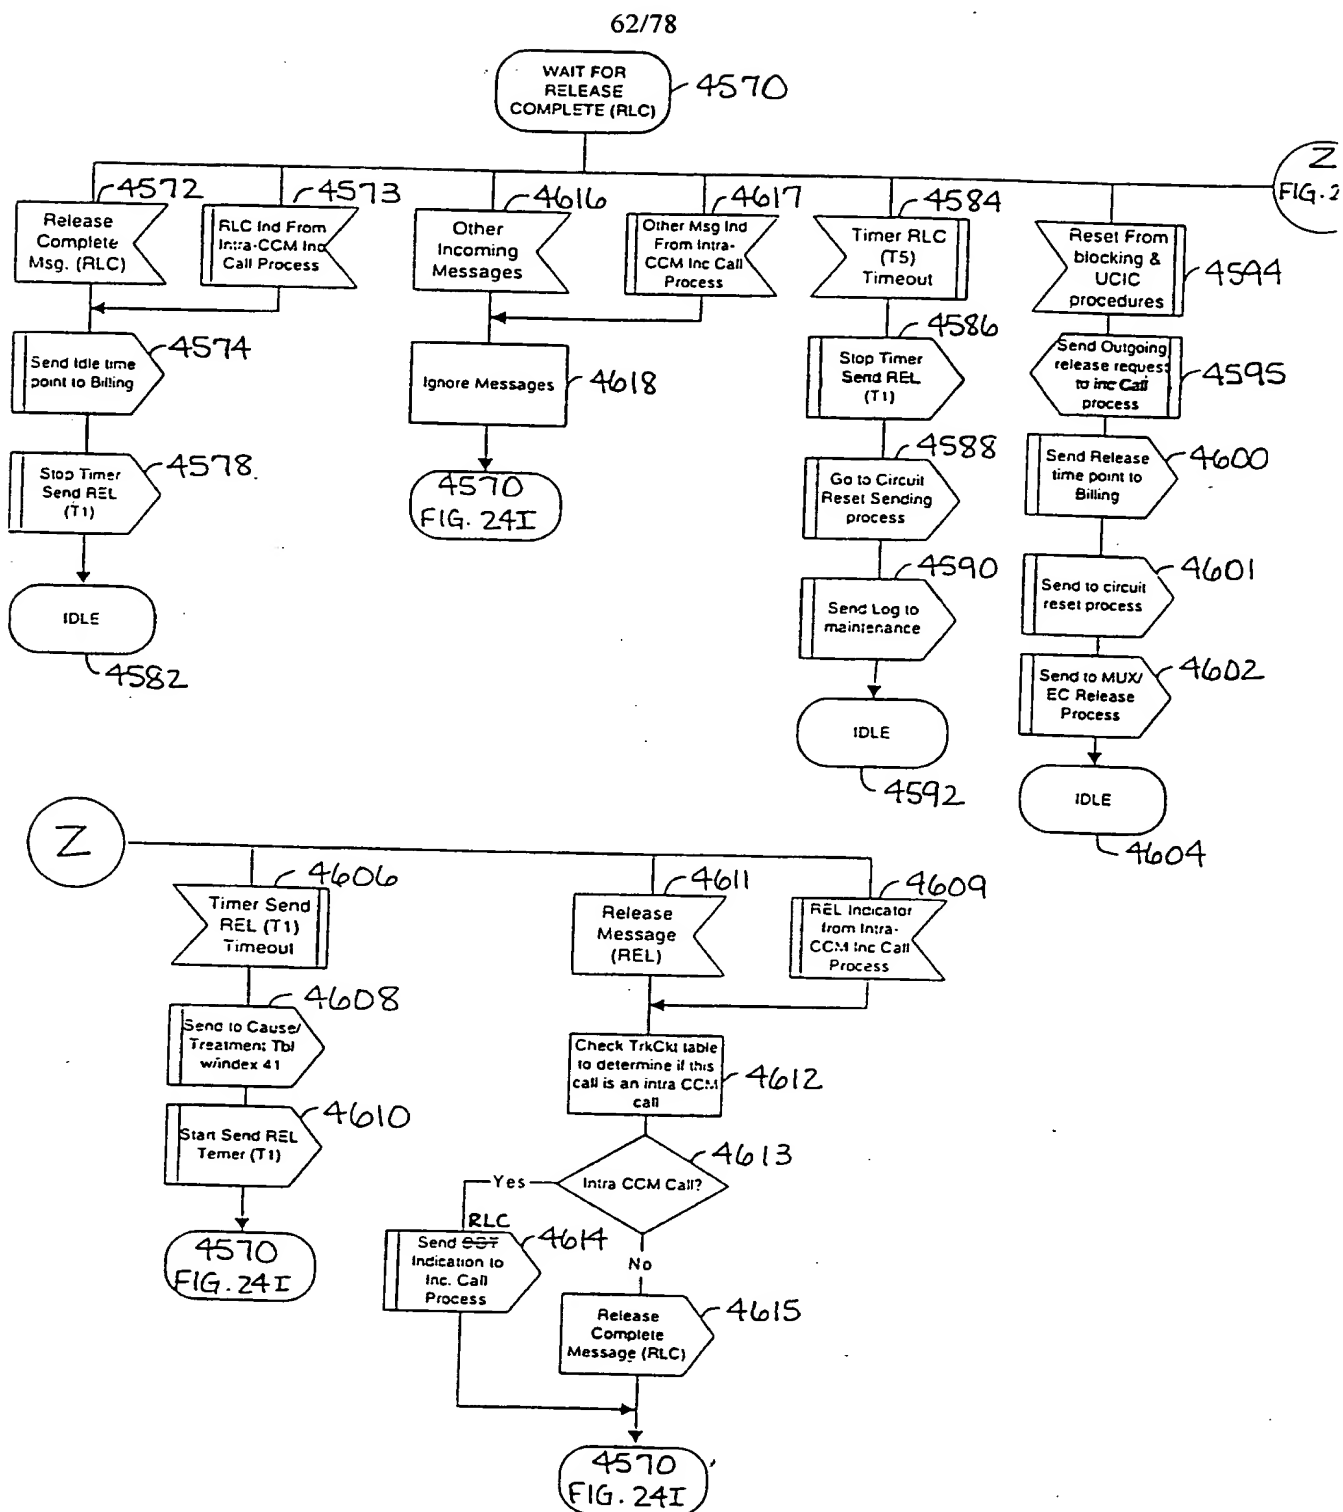 62/78
WAIT FOR
RELEASE
COMPLETE (RLC)
4570
Z
FIG. 2
4572
Release
Complete
Msg. (RLC)
4573
RLC Ind From
Intra-CCM Inc
Call Process
4616
Other
Incoming
Messages
4617
Other Msg Ind
From Intra-
CCM Inc Call
Process
4584
Timer RLC
(T5)
Timeout
Reset From
blocking &
UCIC
procedures
4594
4574
Send Idle time
point to Billing
Ignore Messages
4618
4586
Stop Timer
Send REL
(T1)
Send Outgoing
release request
to inc Call
process
4595
4578
Stop Timer
Send REL
(T1)
4570
FIG. 24I
4588
Go to Circuit
Reset Sending
process
Send Release
time point to
Billing
4600
4590
Send Log to
maintenance
Send to circuit
reset process
4601
IDLE
4582
Send to MUX/
EC Release
Process
4602
IDLE
4592
IDLE
4604
Z
4606
Timer Send
REL (T1)
Timeout
4611
Release
Message
(REL)
4609
REL Indicator
from Intra-
CCM Inc Call
Process
4608
Send to Cause/
Treatment Tbl
w/index 41
Check TrkCkt table
to determine if this
call is an intra CCM
call
4612
4610
Start Send REL
Temer (T1)
4613
Intra CCM Call?
Yes
No
4570
FIG. 24I
RLC
Send
Indication to
Inc. Call
Process
4614
Release
Complete
Message (RLC)
4615
4570
FIG. 24I